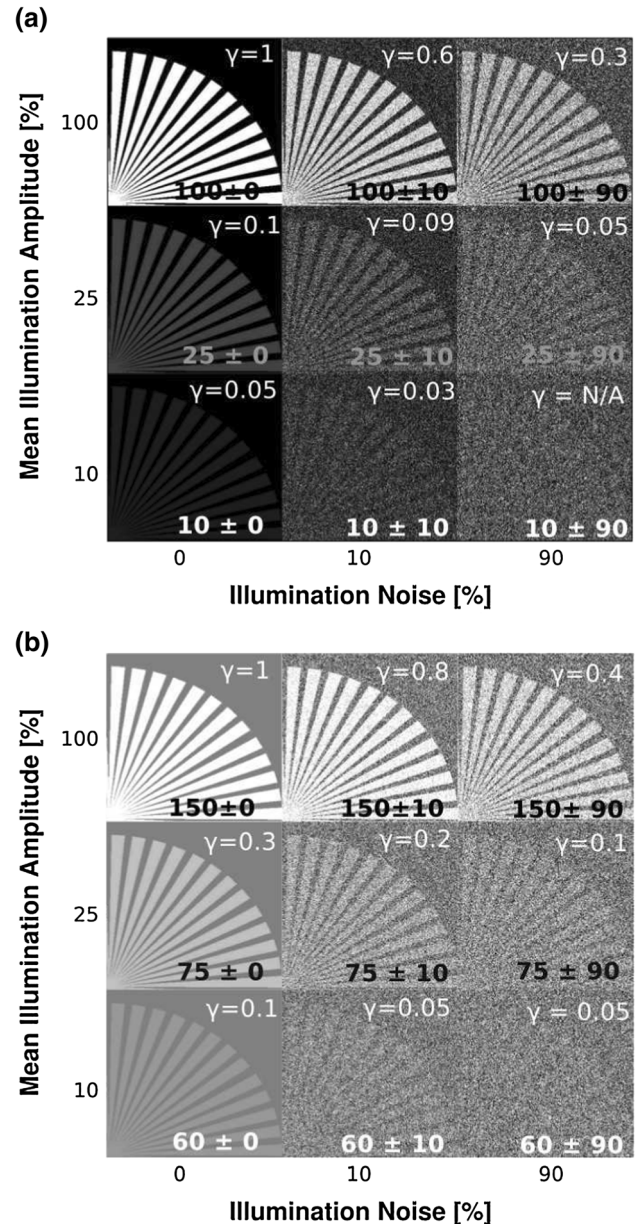 (a)
Mean Illumination Amplitude [%]
100
γ=1
γ=0.6
γ=0.3
100±0
100±10
100± 90
25
γ=0.1
γ=0.09
γ=0.05
25 ± 0
25 ± 10
25 ± 90
10
γ=0.05
γ=0.03
γ = N/A
10 ± 0
10 ± 10
10 ± 90
0
10
90
Illumination Noise [%]
(b)
Mean Illumination Amplitude [%]
100
γ=1
γ=0.8
γ=0.4
150±0
150±10
150± 90
25
γ=0.3
γ=0.2
γ=0.1
75 ± 0
75 ± 10
75 ± 90
10
γ=0.1
γ=0.05
γ = 0.05
60 ± 0
60 ± 10
60 ± 90
0
10
90
Illumination Noise [%]